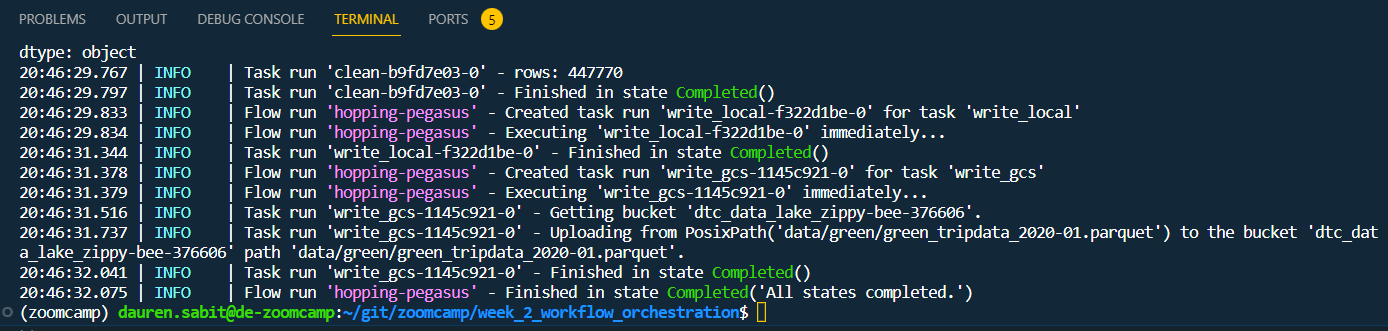 PROBLEMS OUTPUT DEBUG CONSOLE TERMINAL PORTS 5
dtype: object
20:46:29.767 | INFO    | Task run 'clean-b9fd7e03-0' - rows: 447770
20:46:29.797 | INFO    | Task run 'clean-b9fd7e03-0' - Finished in state Completed()
20:46:29.833 | INFO    | Flow run 'hopping-pegasus' - Created task run 'write_local-f322d1be-0' for task 'write_local'
20:46:29.834 | INFO    | Flow run 'hopping-pegasus' - Executing 'write_local-f322d1be-0' immediately...
20:46:31.344 | INFO    | Task run 'write_local-f322d1be-0' - Finished in state Completed()
20:46:31.378 | INFO    | Flow run 'hopping-pegasus' - Created task run 'write_gcs-1145c921-0' for task 'write_gcs'
20:46:31.379 | INFO    | Flow run 'hopping-pegasus' - Executing 'write_gcs-1145c921-0' immediately...
20:46:31.516 | INFO    | Task run 'write_gcs-1145c921-0' - Getting bucket 'dtc_data_lake_zippy-bee-376606'.
20:46:31.737 | INFO    | Task run 'write_gcs-1145c921-0' - Uploading from PosixPath('data/green/green_tripdata_2020-01.parquet') to the bucket 'dtc_dat
a_lake_zippy-bee-376606' path 'data/green/green_tripdata_2020-01.parquet'.
20:46:32.041 | INFO    | Task run 'write_gcs-1145c921-0' - Finished in state Completed()
20:46:32.075 | INFO    | Flow run 'hopping-pegasus' - Finished in state Completed('All states completed.')
(zoomcamp) dauren.sabit@de-zoomcamp:~/git/zoomcamp/week_2_workflow_orchestration$